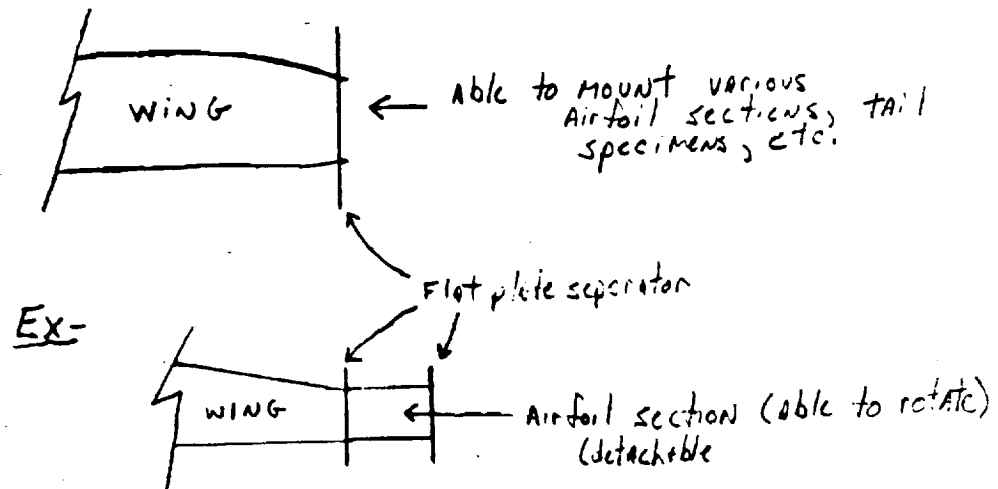 WING
Able to mount various
Airfoil sections, tail
specimens, etc.
Flat plate separator
Ex-
WING
Airfoil section (able to rotate)
(detachable